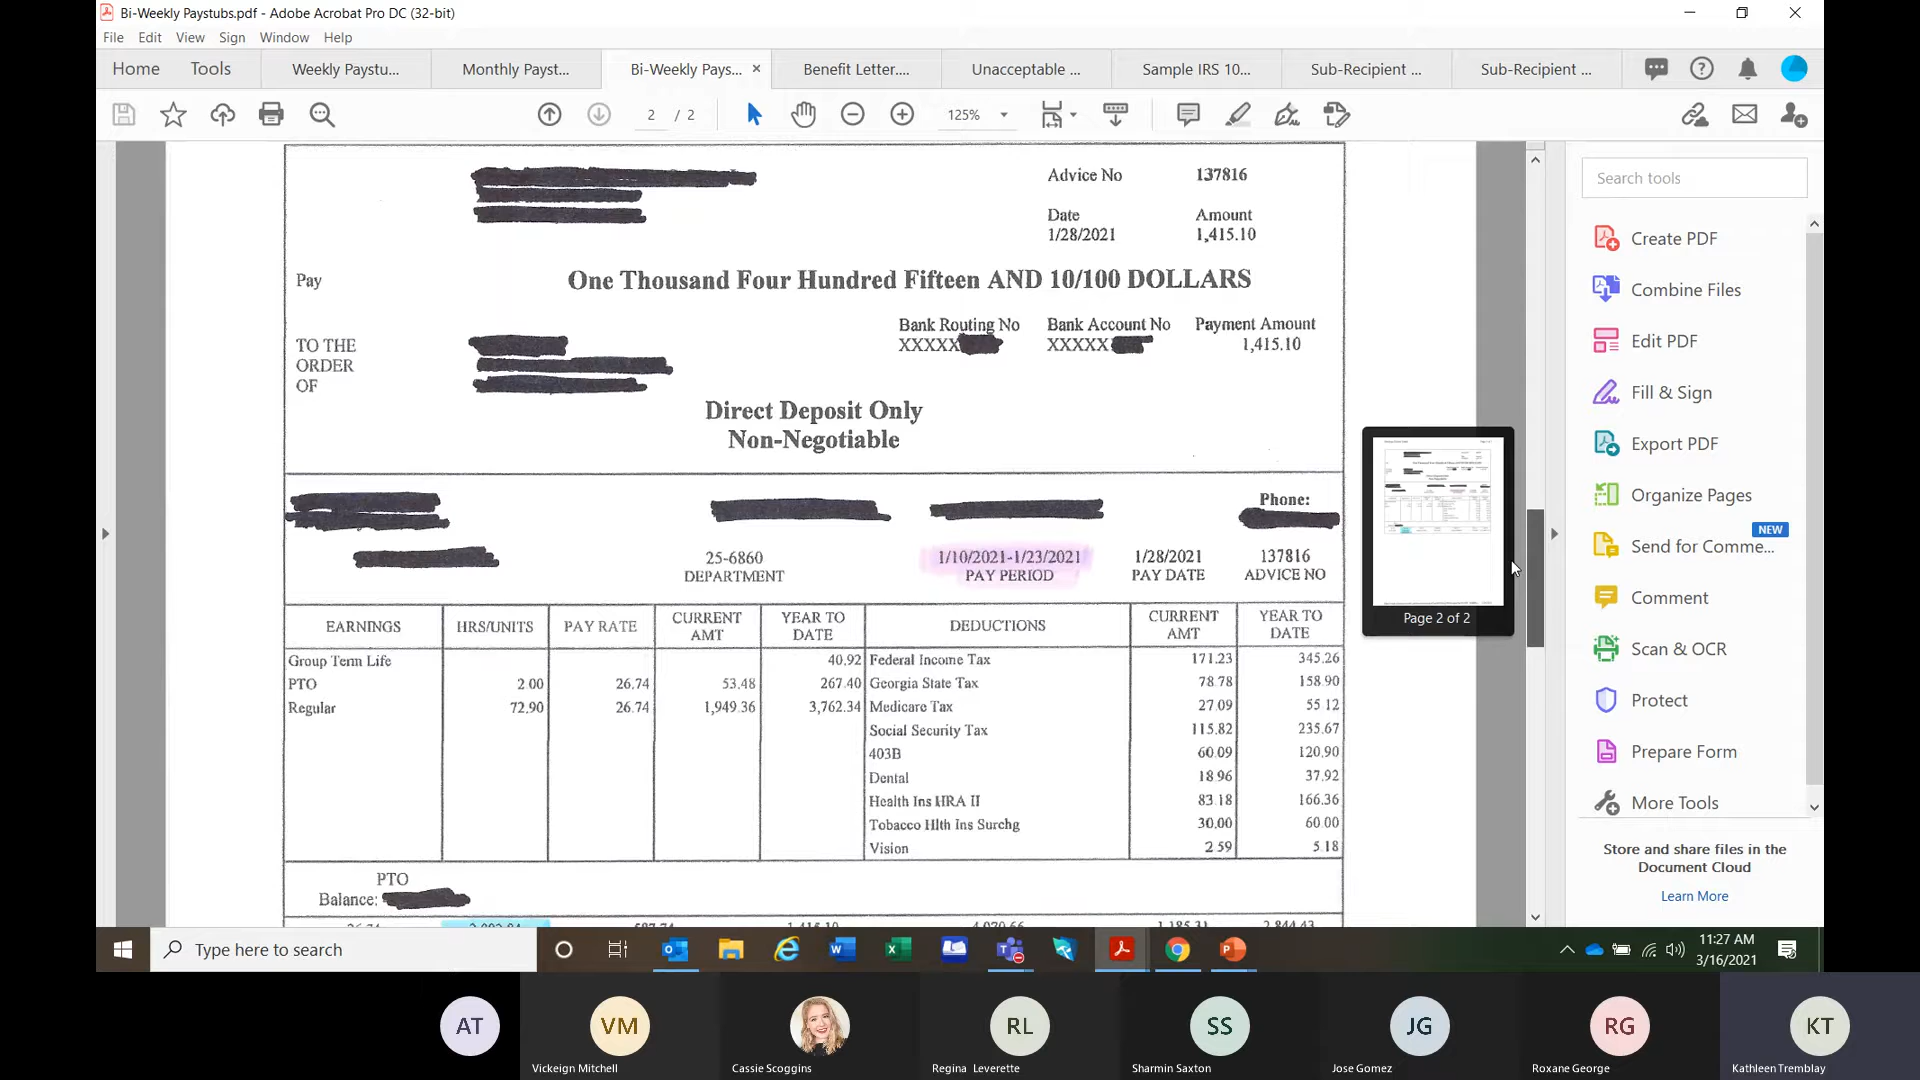 Bi-Weekly Paystubs.pdf - Adobe Acrobat Pro DC (32-bit)
File Edit View Sign Window Help
Home Tools Weekly Paystu... Monthly Payst... Bi-Weekly Pays... × Benefit Letter.... Unacceptable ... Sample IRS 10... Sub-Recipient ... Sub-Recipient ...
2 / 2 125%
Advice No 137816
Date Amount
1/28/2021 1,415.10
Pay One Thousand Four Hundred Fifteen AND 10/100 DOLLARS
Bank Routing No Bank Account No Payment Amount
XXXXX XXXXX 1,415.10
TO THE
ORDER
OF
Direct Deposit Only
Non-Negotiable
Phone:
25-6860 1/10/2021-1/23/2021 1/28/2021 137816
DEPARTMENT PAY PERIOD PAY DATE ADVICE NO
EARNINGS HRS/UNITS PAY RATE CURRENT AMT YEAR TO DATE DEDUCTIONS CURRENT AMT YEAR TO DATE
Group Term Life 40.92 Federal Income Tax 171.23 345.26
PTO 2.00 26.74 53.48 267.40 Georgia State Tax 78.78 158.90
Regular 72.90 26.74 1,949.36 3,762.34 Medicare Tax 27.09 55.12
Social Security Tax 115.82 235.67
403B 60.09 120.90
Dental 18.96 37.92
Health Ins HRA II 83.18 166.36
Tobacco Hlth Ins Surchg 30.00 60.00
Vision 2.59 5.18
PTO
Balance:
Page 2 of 2
Search tools
Create PDF
Combine Files
Edit PDF
Fill & Sign
Export PDF
Organize Pages
NEW
Send for Comme...
Comment
Scan & OCR
Protect
Prepare Form
More Tools
Store and share files in the
Document Cloud
Learn More
Type here to search
11:27 AM
3/16/2021
AT VM RL SS JG RG KT
Vickeign Mitchell Cassie Scoggins Regina Leverette Sharmin Saxton Jose Gomez Roxane George Kathleen Tremblay